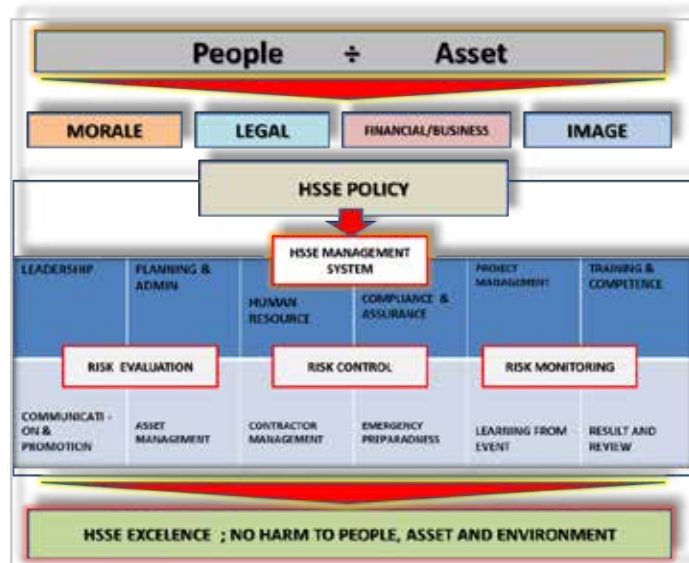 People ÷ Asset
MORALE
LEGAL
FINANCIAL/BUSINESS
IMAGE
HSSE POLICY
HSSE MANAGEMENT
SYSTEM
LEADERSHIP
PLANNING &
ADMIN
HUMAN
RESOURCE
COMPLIANCE &
ASSURANCE
PROJECT
MANAGEMENT
TRAINING &
COMPETENCE
RISK EVALUATION
RISK CONTROL
RISK MONITORING
COMMUNICATI -
ON &
PROMOTION
ASSET
MANAGEMENT
CONTRACTOR
MANAGEMENT
EMERGENCY
PREPARADNESS
LEARNING FROM
EVENT
RESULT AND
REVIEW
HSSE EXCELENCE ; NO HARM TO PEOPLE, ASSET AND ENVIRONMENT